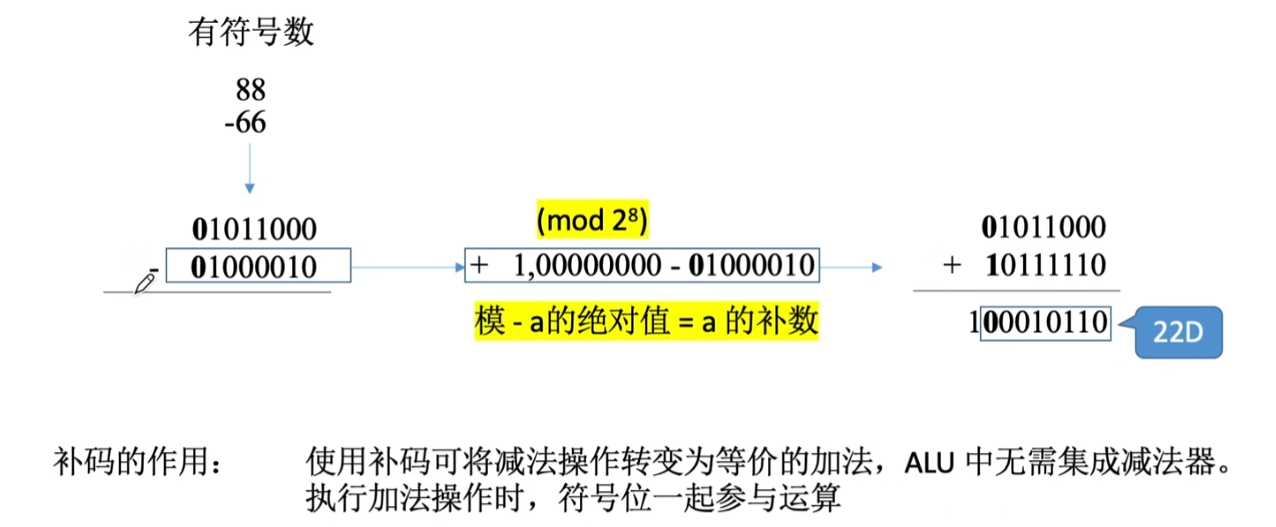 有符号数
88
-66
01011000
- 01000010
(mod 2⁸)
+ 1,00000000 - 01000010
模 - a的绝对值 = a 的补数
01011000
+ 10111110
100010110
22D
补码的作用： 使用补码可将减法操作转变为等价的加法，ALU 中无需集成减法器。
执行加法操作时，符号位一起参与运算